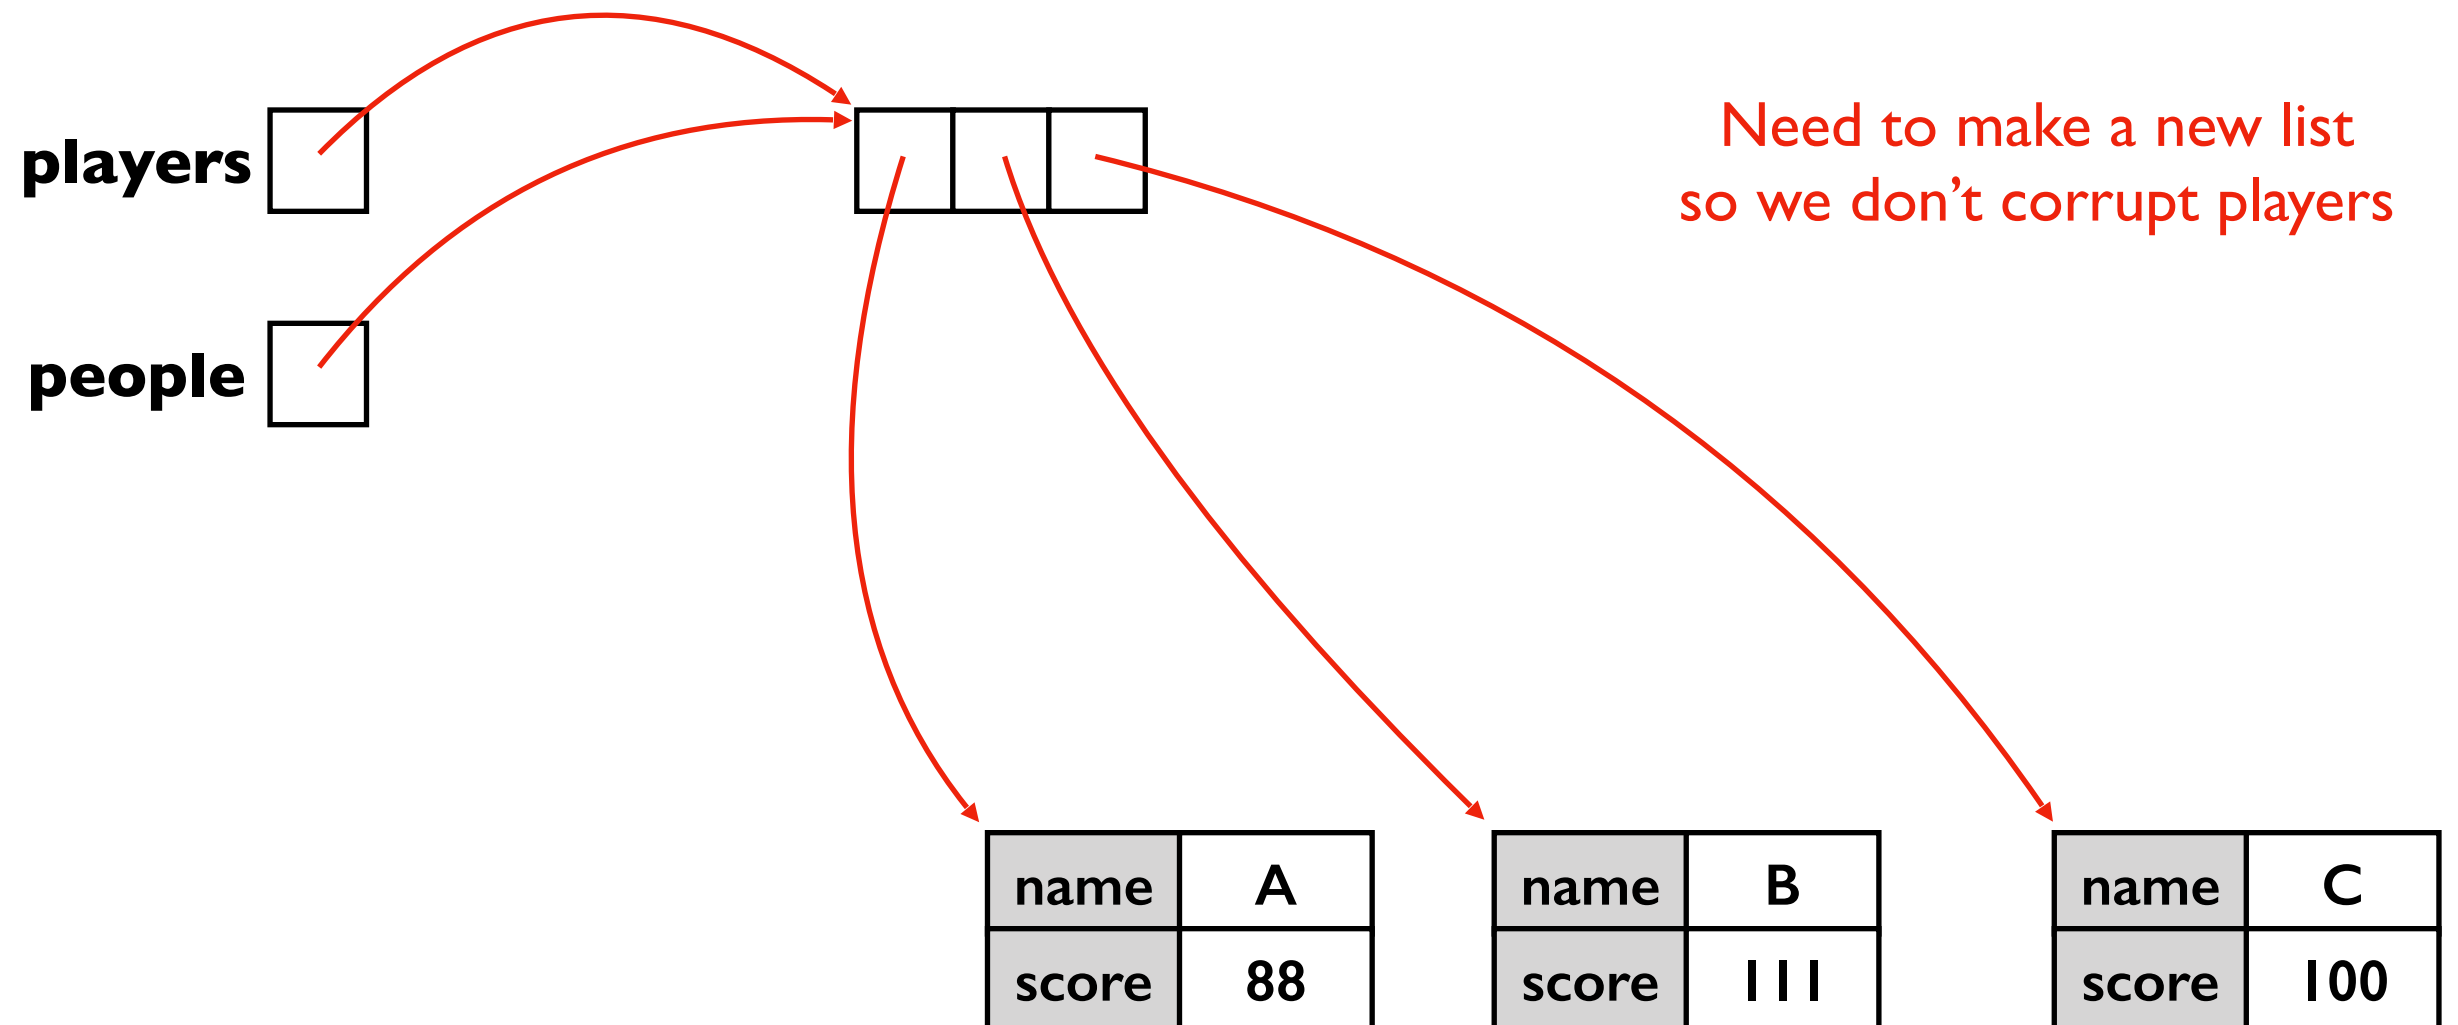 players
Need to make a new list
so we don’t corrupt players
people
name A name B name C
score 88 score 111 score 100